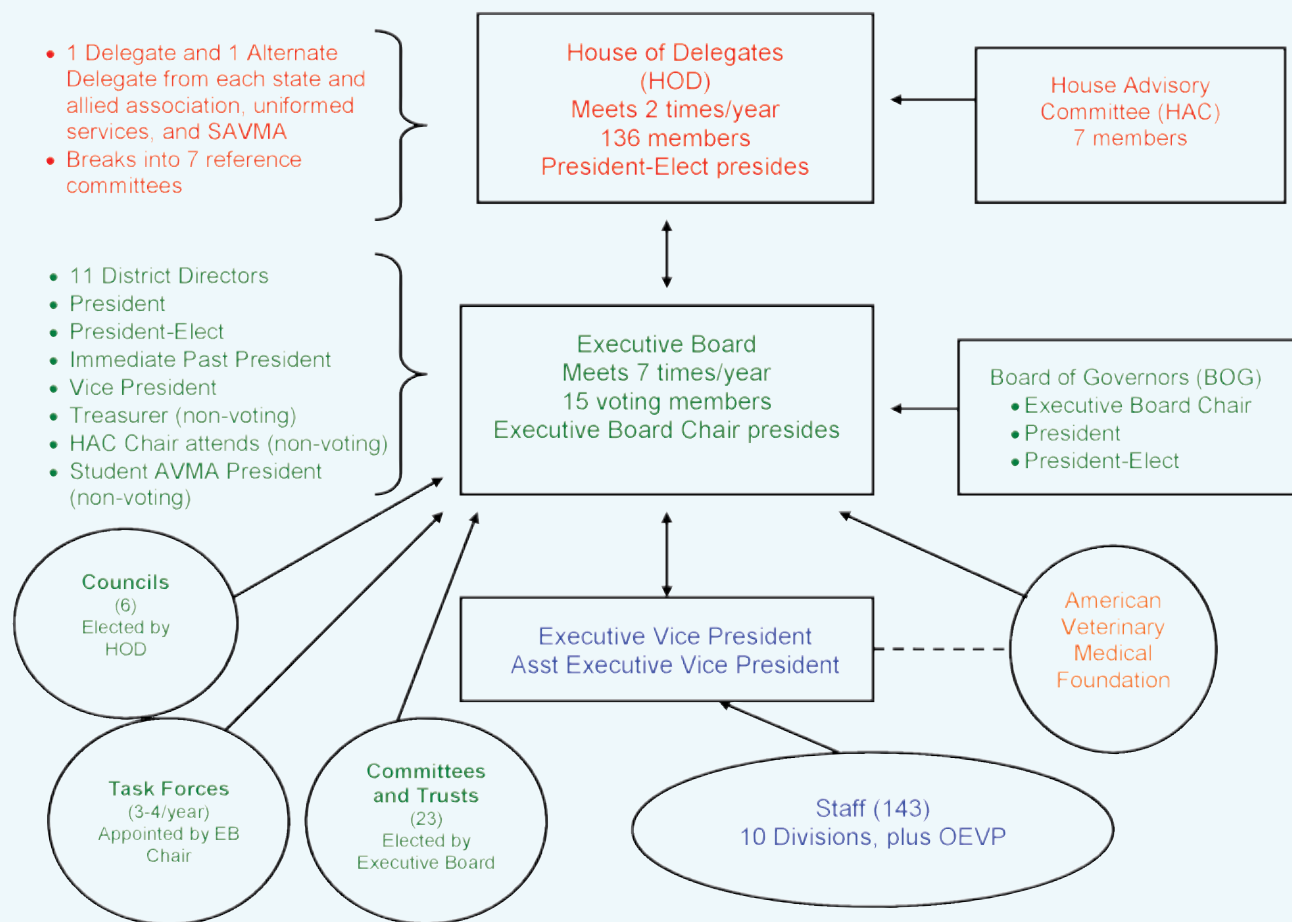 • 1 Delegate and 1 Alternate
Delegate from each state and
allied association, uniformed
services, and SAVMA
• Breaks into 7 reference
committees
House of Delegates
(HOD)
Meets 2 times/year
136 members
President-Elect presides
House Advisory
Committee (HAC)
7 members
• 11 District Directors
• President
• President-Elect
• Immediate Past President
• Vice President
• Treasurer (non-voting)
• HAC Chair attends (non-voting)
• Student AVMA President
(non-voting)
Executive Board
Meets 7 times/year
15 voting members
Executive Board Chair presides
Board of Governors (BOG)
• Executive Board Chair
• President
• President-Elect
Councils
(6)
Elected by
HOD
Executive Vice President
Asst Executive Vice President
American
Veterinary
Medical
Foundation
Task Forces
(3-4/year)
Appointed by EB
Chair
Committees
and Trusts
(23)
Elected by
Executive Board
Staff (143)
10 Divisions, plus OEVP